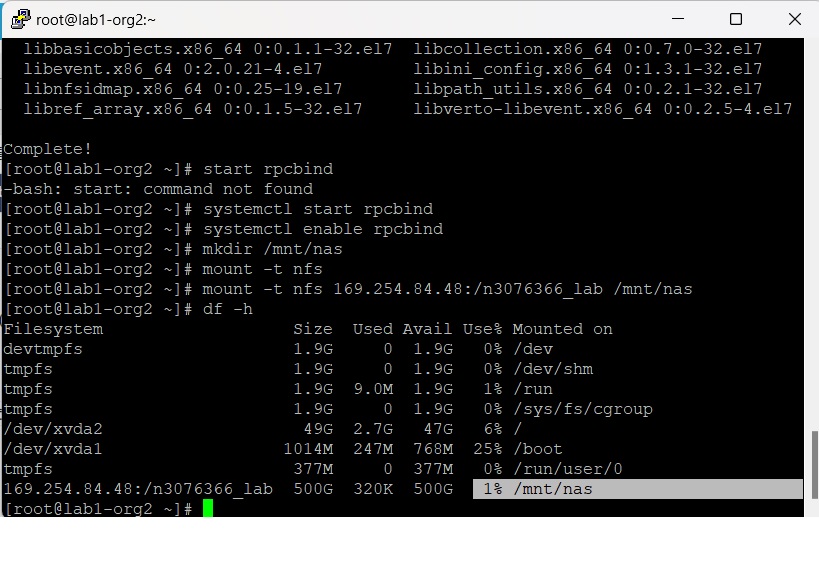 root@lab1-org2:~
libbasicobjects.x86_64 0:0.1.1-32.el7 libcollection.x86_64 0:0.7.0-32.el7
libevent.x86_64 0:2.0.21-4.el7 libini_config.x86_64 0:1.3.1-32.el7
libnfsidmap.x86_64 0:0.25-19.el7 libpath_utils.x86_64 0:0.2.1-32.el7
libref_array.x86_64 0:0.1.5-32.el7 libverto-libevent.x86_64 0:0.2.5-4.el7
Complete!
[root@lab1-org2 ~]# start rpcbind
-bash: start: command not found
[root@lab1-org2 ~]# systemctl start rpcbind
[root@lab1-org2 ~]# systemctl enable rpcbind
[root@lab1-org2 ~]# mkdir /mnt/nas
[root@lab1-org2 ~]# mount -t nfs
[root@lab1-org2 ~]# mount -t nfs 169.254.84.48:/n3076366_lab /mnt/nas
[root@lab1-org2 ~]# df -h
Filesystem Size Used Avail Use% Mounted on
devtmpfs 1.9G 0 1.9G 0% /dev
tmpfs 1.9G 0 1.9G 0% /dev/shm
tmpfs 1.9G 9.0M 1.9G 1% /run
tmpfs 1.9G 0 1.9G 0% /sys/fs/cgroup
/dev/xvda2 49G 2.7G 47G 6% /
/dev/xvda1 1014M 247M 768M 25% /boot
tmpfs 377M 0 377M 0% /run/user/0
169.254.84.48:/n3076366_lab 500G 320K 500G 1% /mnt/nas
[root@lab1-org2 ~]#